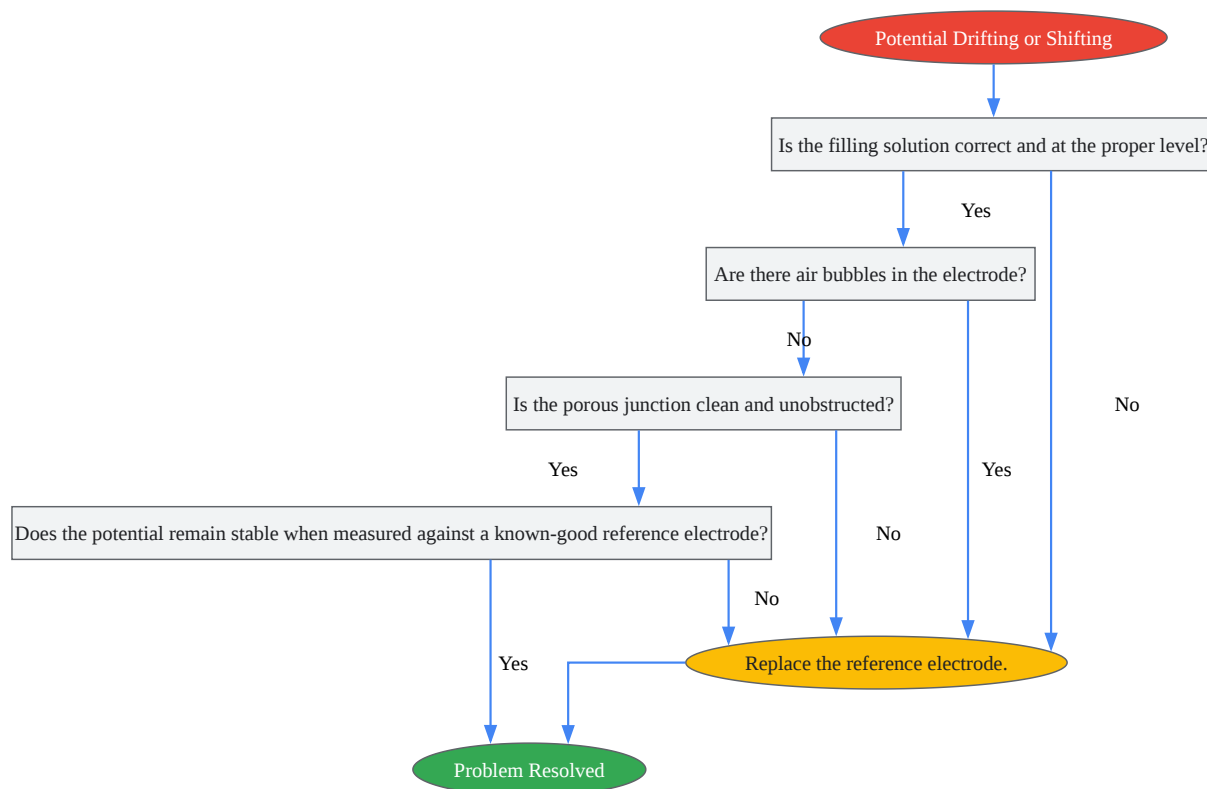 Potential Drifting or Shifting
Is the filling solution correct and at the proper level?
Yes
Are there air bubbles in the electrode?
No
Is the porous junction clean and unobstructed?
No
Yes
Yes
Does the potential remain stable when measured against a known-good reference electrode?
No
No
Yes
Replace the reference electrode.
Problem Resolved